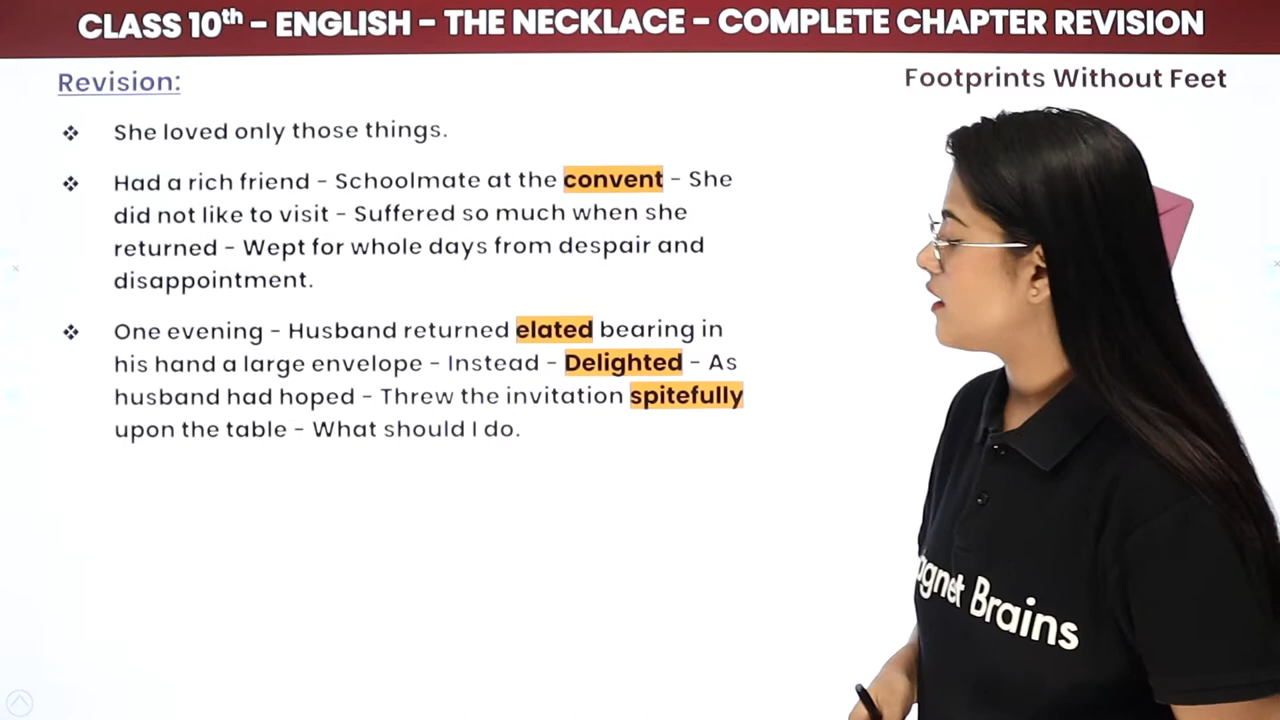 CLASS 10th – ENGLISH – THE NECKLACE – COMPLETE CHAPTER REVISION
Revision:
Footprints Without Feet
❖ She loved only those things.
❖ Had a rich friend – Schoolmate at the convent – She
did not like to visit – Suffered so much when she
returned – Wept for whole days from despair and
disappointment.
❖ One evening – Husband returned elated bearing in
his hand a large envelope – Instead – Delighted – As
husband had hoped – Threw the invitation spitefully
upon the table – What should I do.
agnet Brains